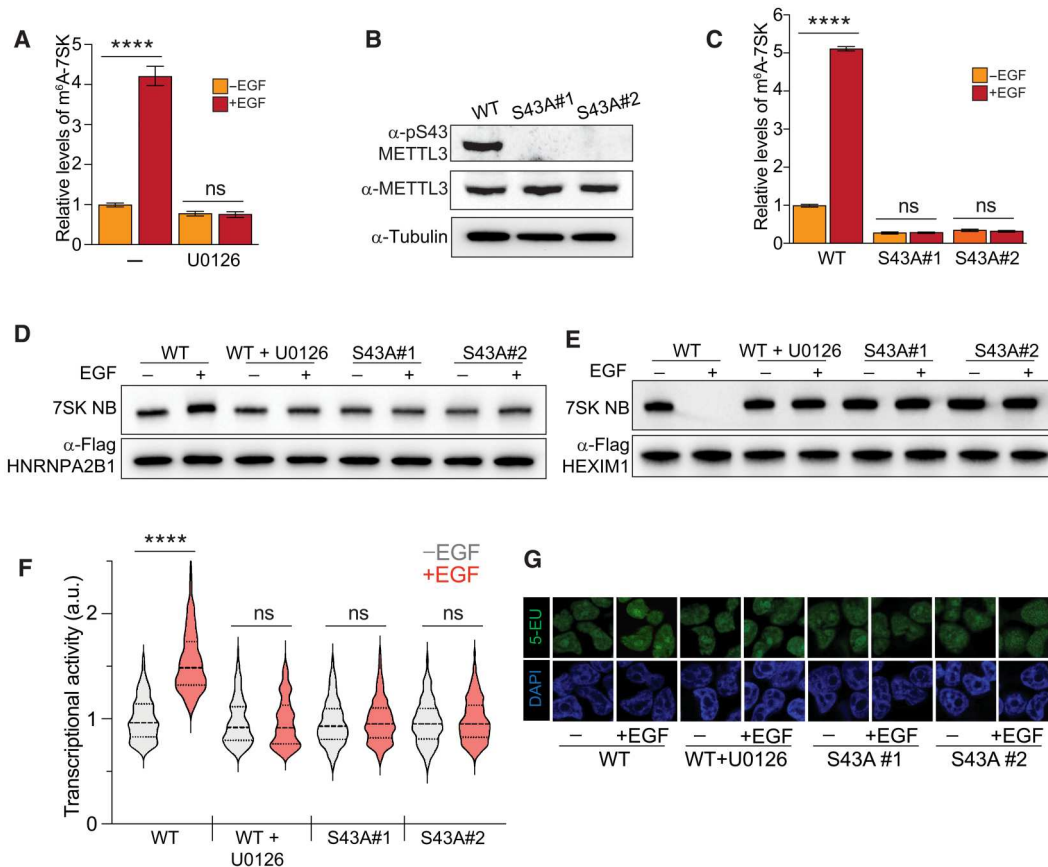 A
Relative levels of m⁶A-7SK
5
4
3
2
1
0
****
ns
–EGF
+EGF
–
U0126
B
WT
S43A#1
S43A#2
α-pS43
METTL3
α-METTL3
α-Tubulin
C
Relative levels of m⁶A-7SK
6
5
4
3
2
1
0
****
ns
ns
–EGF
+EGF
WT
S43A#1
S43A#2
D
WT
WT + U0126
S43A#1
S43A#2
EGF
– + – + – + – +
7SK NB
α-Flag
HNRNPA2B1
E
WT
WT + U0126
S43A#1
S43A#2
EGF
– + – + – + – +
7SK NB
α-Flag
HEXIM1
F
Transcriptional activity (a.u.)
2
1
0
****
ns
ns
ns
–EGF
+EGF
WT
WT +
U0126
S43A#1
S43A#2
G
5-EU
DAPI
– +EGF – +EGF – +EGF – +EGF
WT
WT+U0126
S43A #1
S43A #2